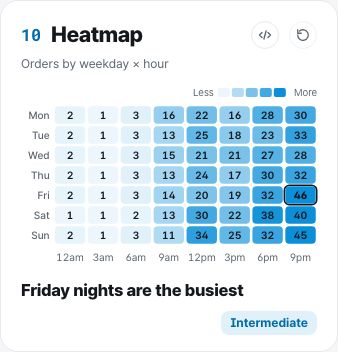 10 Heatmap
Orders by weekday × hour
Less More
Mon 2 1 3 16 22 16 28 30
Tue 2 1 3 13 25 18 23 33
Wed 2 1 3 15 21 21 27 28
Thu 2 1 3 13 24 17 30 32
Fri 2 1 3 14 20 19 32 46
Sat 1 1 2 13 30 22 38 40
Sun 2 1 3 11 34 25 32 45
12am 3am 6am 9am 12pm 3pm 6pm 9pm
Friday nights are the busiest
Intermediate